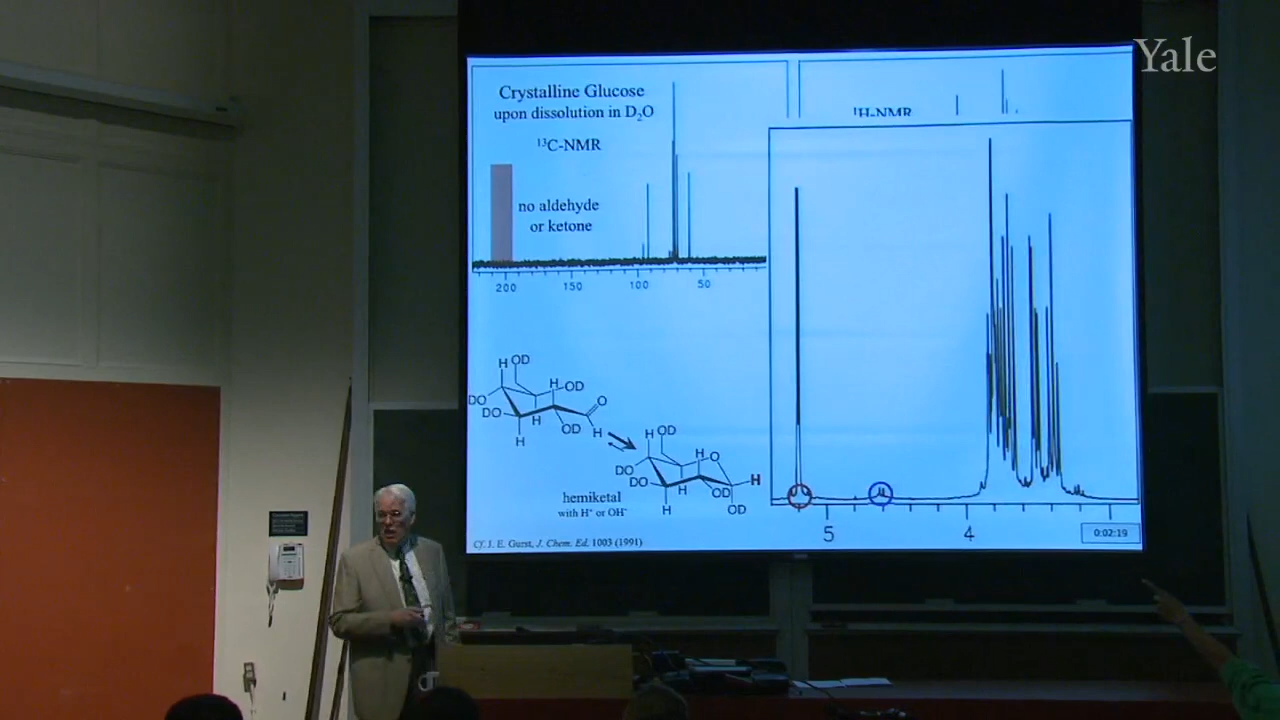 Yale
Crystalline Glucose
upon dissolution in D₂O
¹³C-NMR
no aldehyde
or ketone
200 150 100 50
¹H-NMR
H OD
H OD
DO
DO
O
H
OD
H
H
H OD
H O
H
DO
DO
H
OD
H
OD
hemiketal
with H⁺ or OH⁻
Cf. J. E. Gurst, J. Chem. Ed. 1003 (1991)
5 4
0:02:19